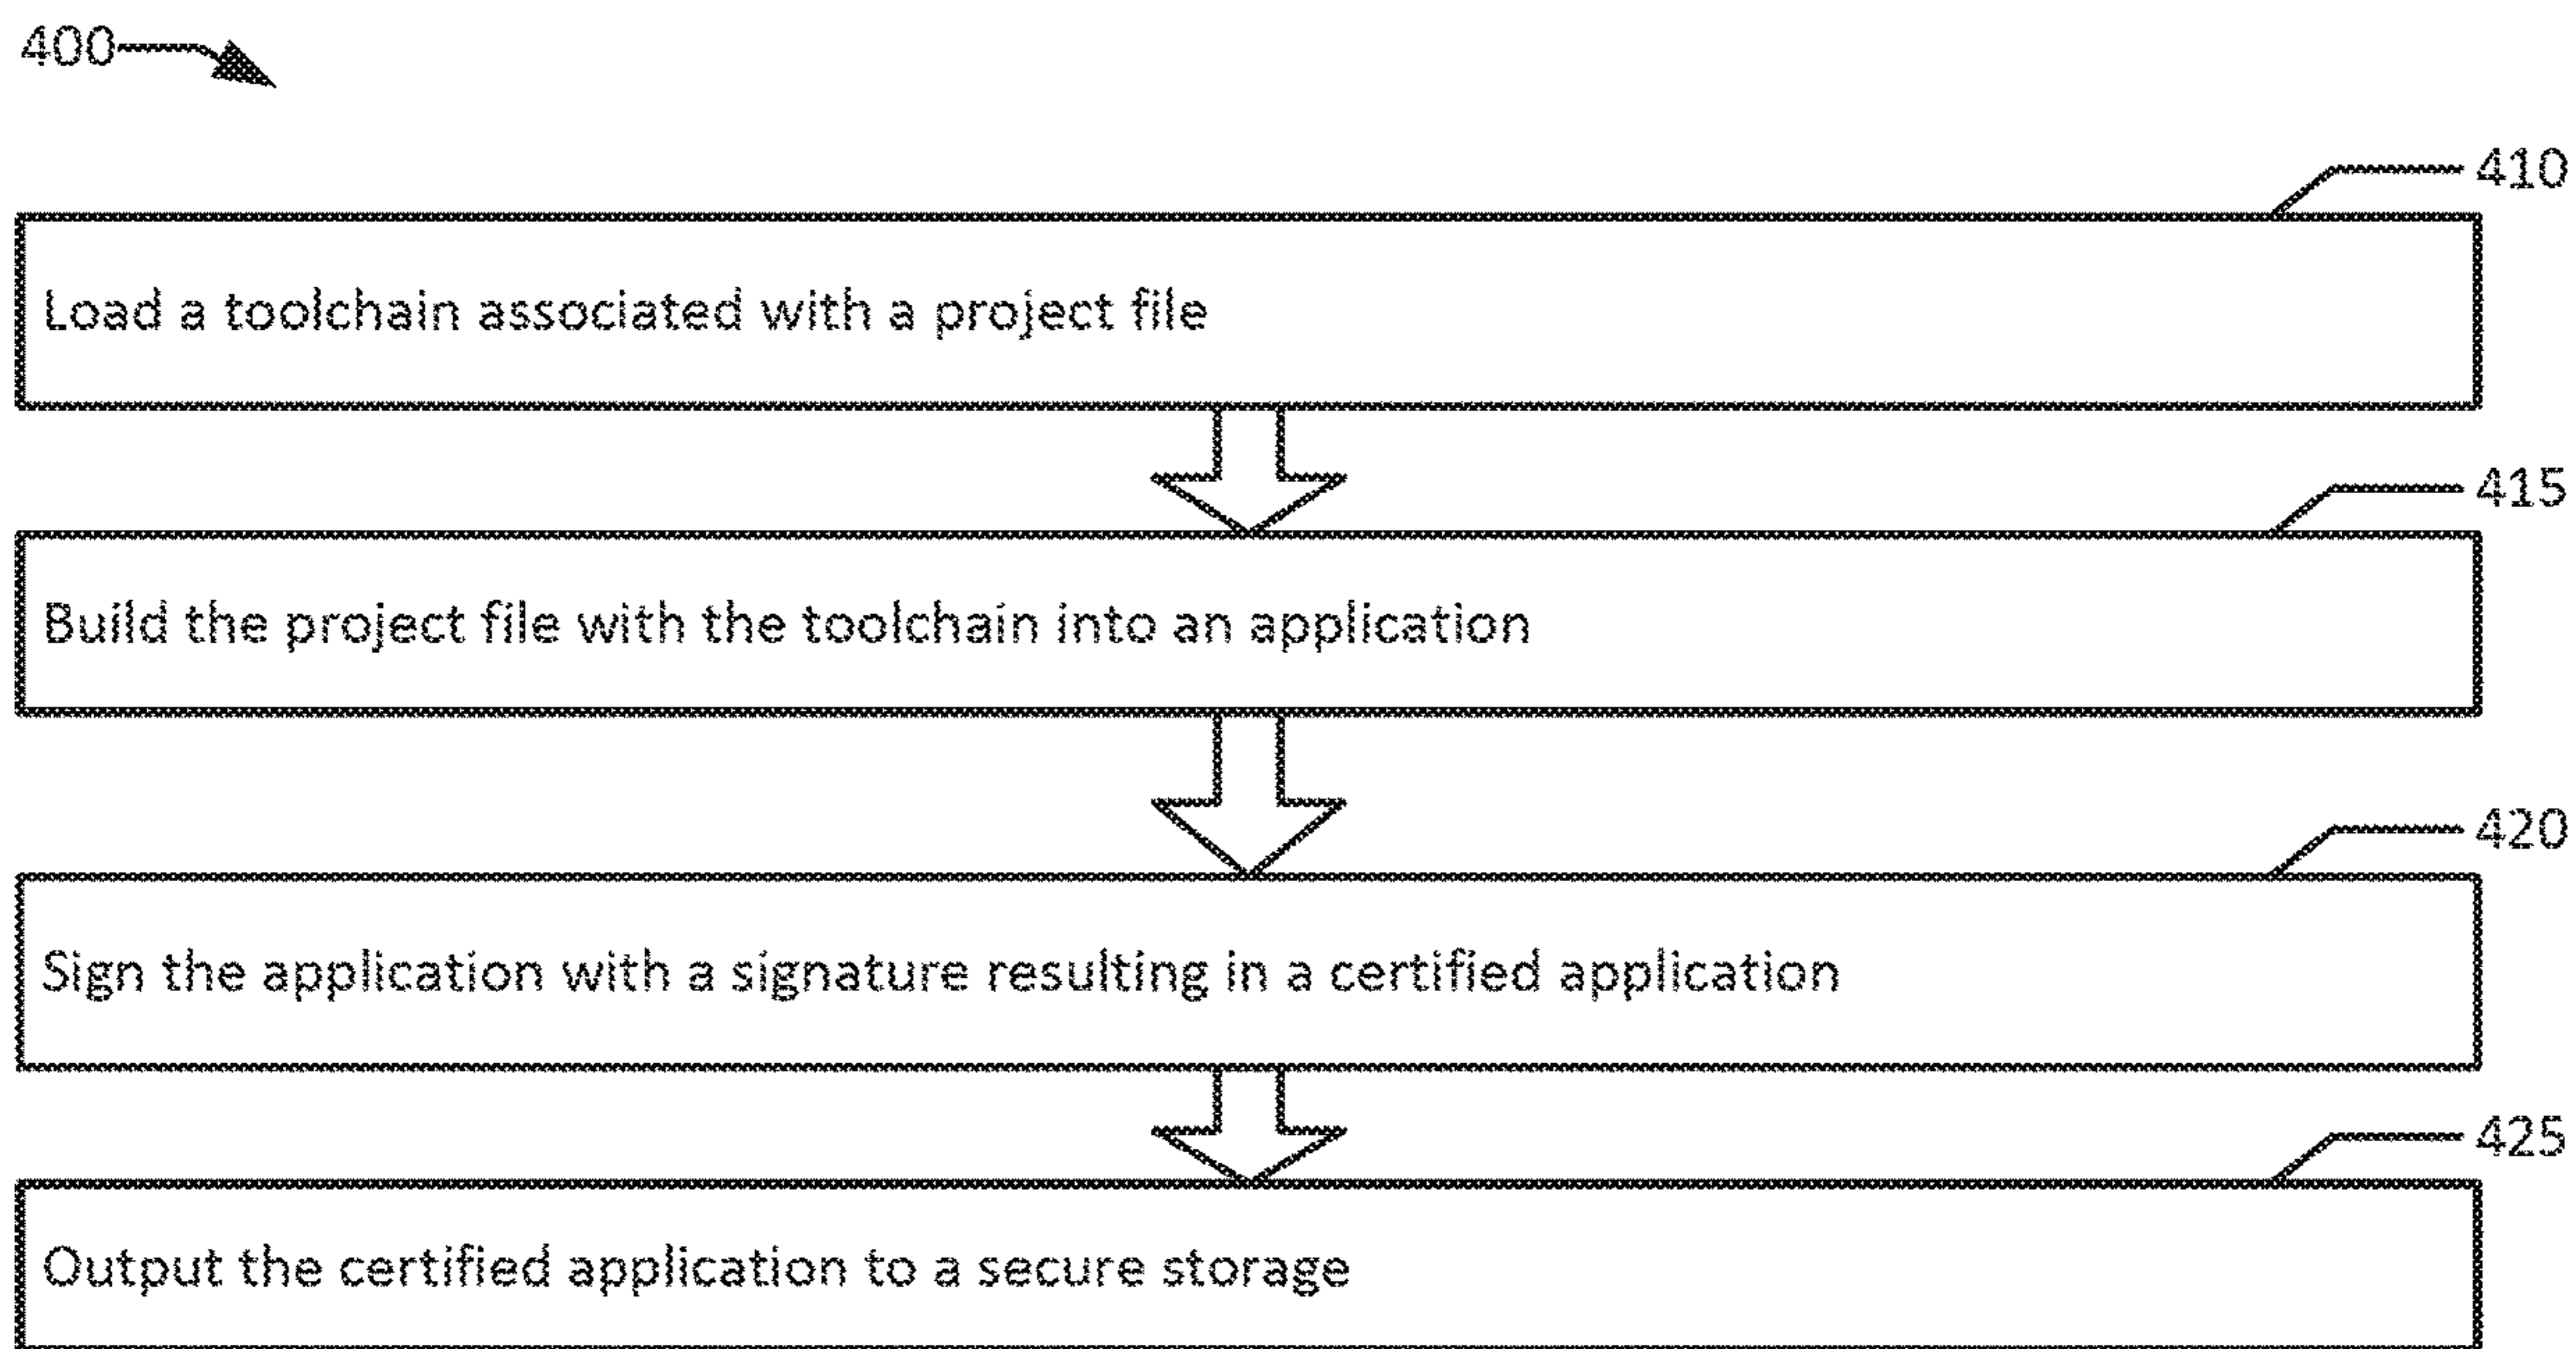 400
410
Load a toolchain associated with a project file
415
Build the project file with the toolchain into an application
420
Sign the application with a signature resulting in a certified application
425
Output the certified application to a secure storage